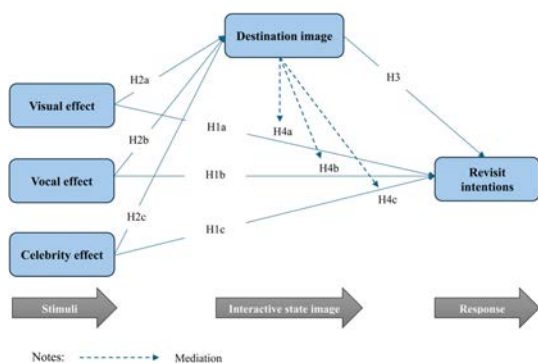 Destination image
H2a
H3
Visual effect
H2b
H1a
H4a
H4b
Vocal effect
H1b
Revisit
intentions
H2c
H4c
H1c
Celebrity effect
Stimuli
Interactive state image
Response
Notes:
Mediation